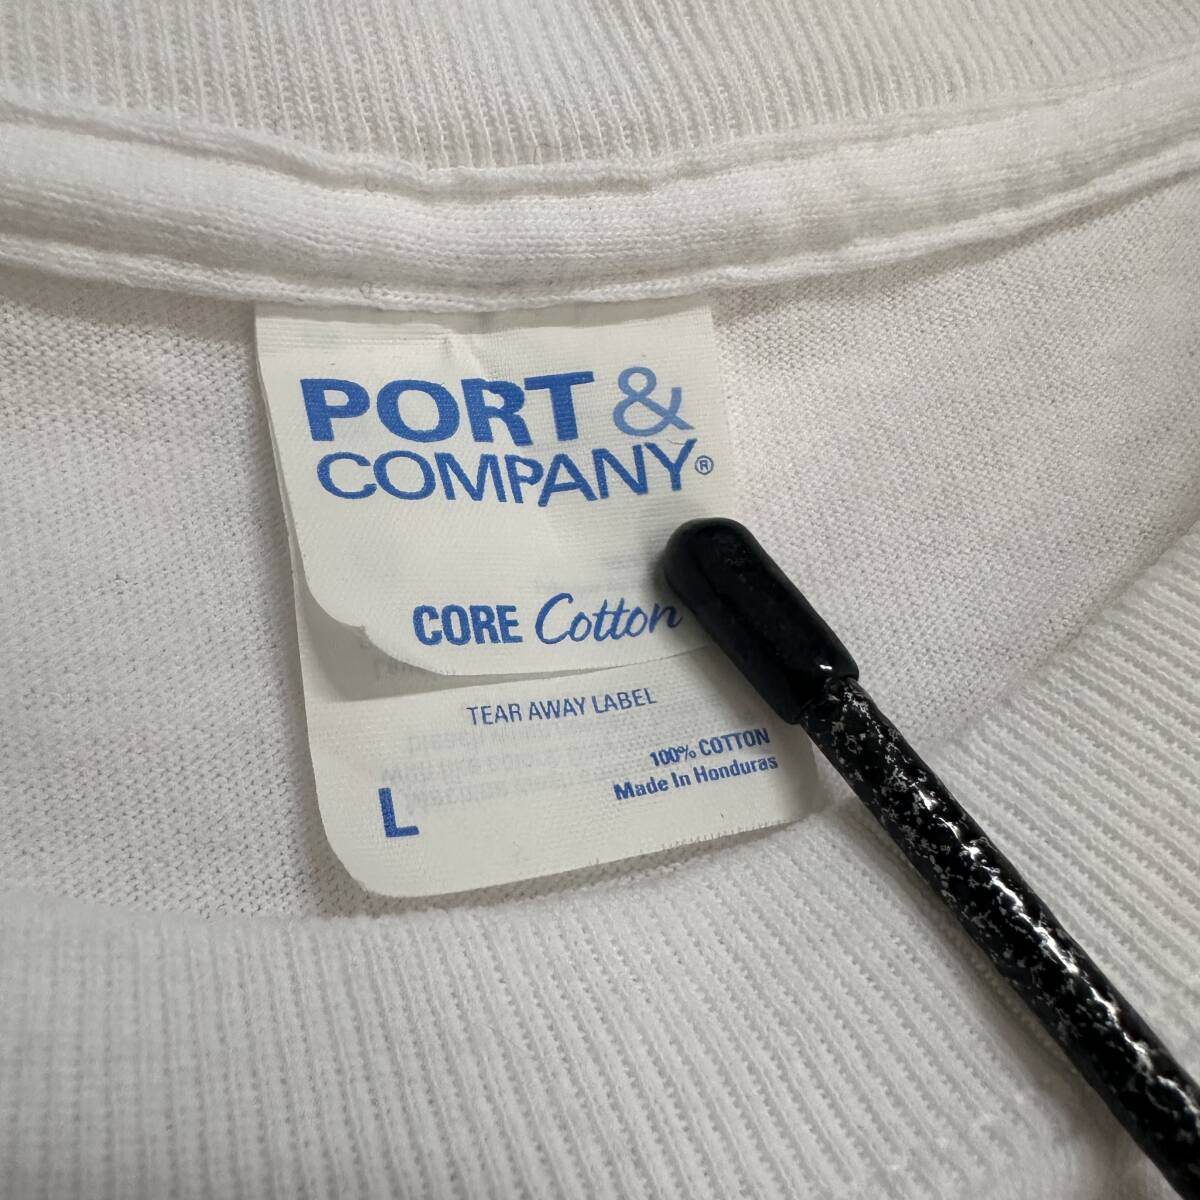 PORT &
COMPANY®
CORE Cotton
TEAR AWAY LABEL
100% COTTON
Made In Honduras
L